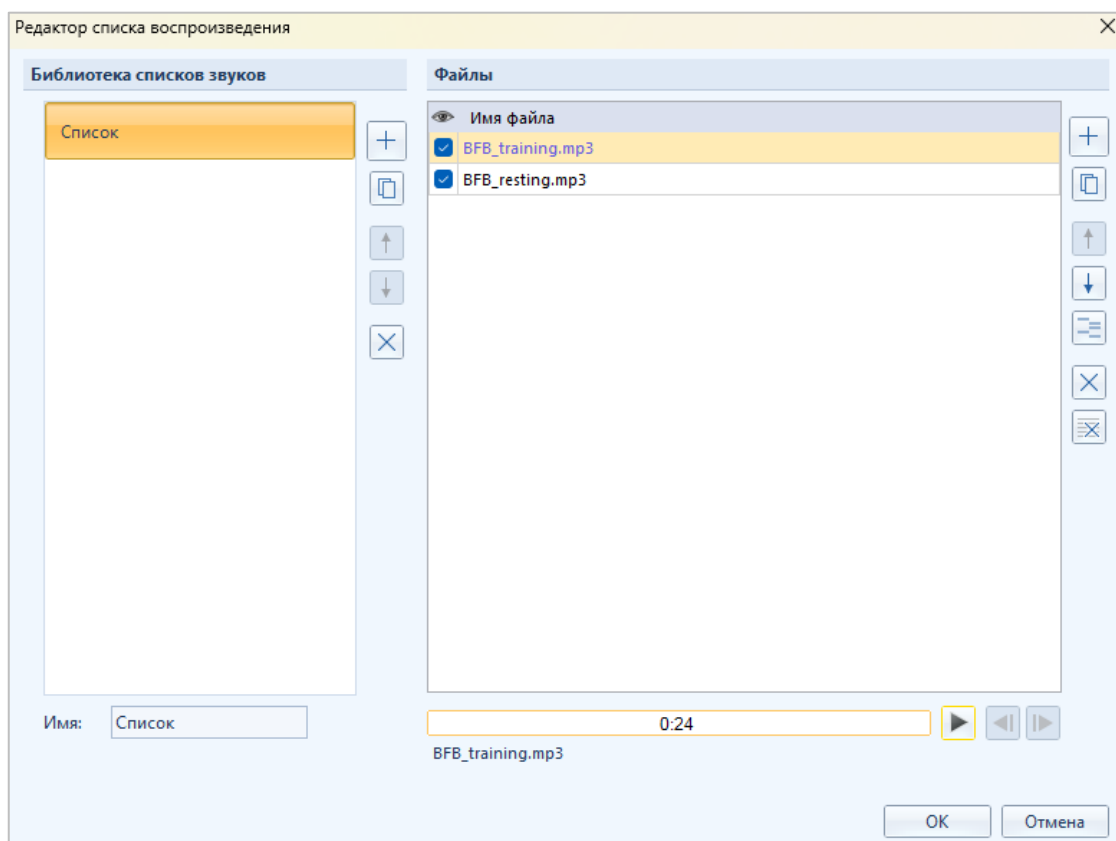 Редактор списка воспроизведения
Библиотека списков звуков
Список
Имя:
Список
Файлы
Имя файла
BFB_training.mp3
BFB_resting.mp3
0:24
BFB_training.mp3
ОК
Отмена